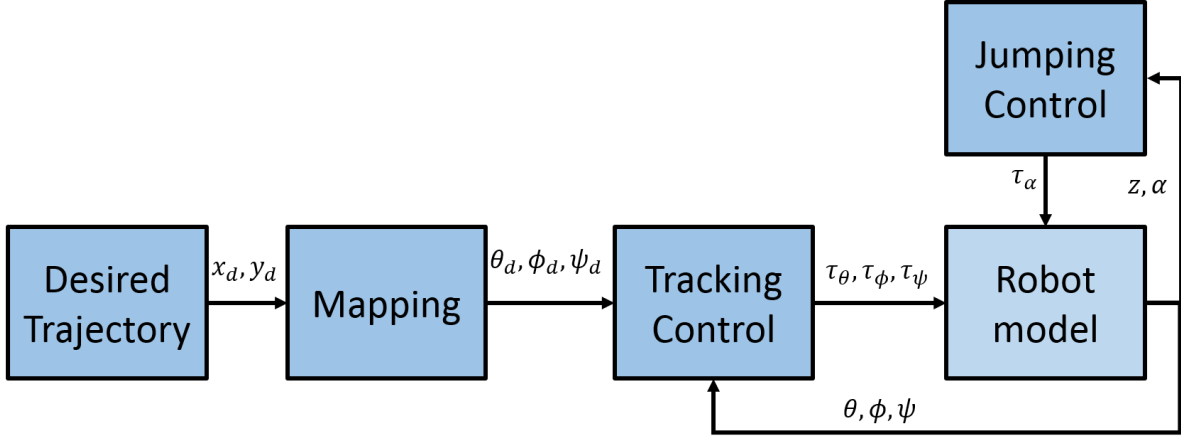 Jumping
Control
τ_α
z, α
Desired
Trajectory
x_d, y_d
Mapping
θ_d, ϕ_d, ψ_d
Tracking
Control
τ_θ, τ_ϕ, τ_ψ
Robot
model
θ, ϕ, ψ